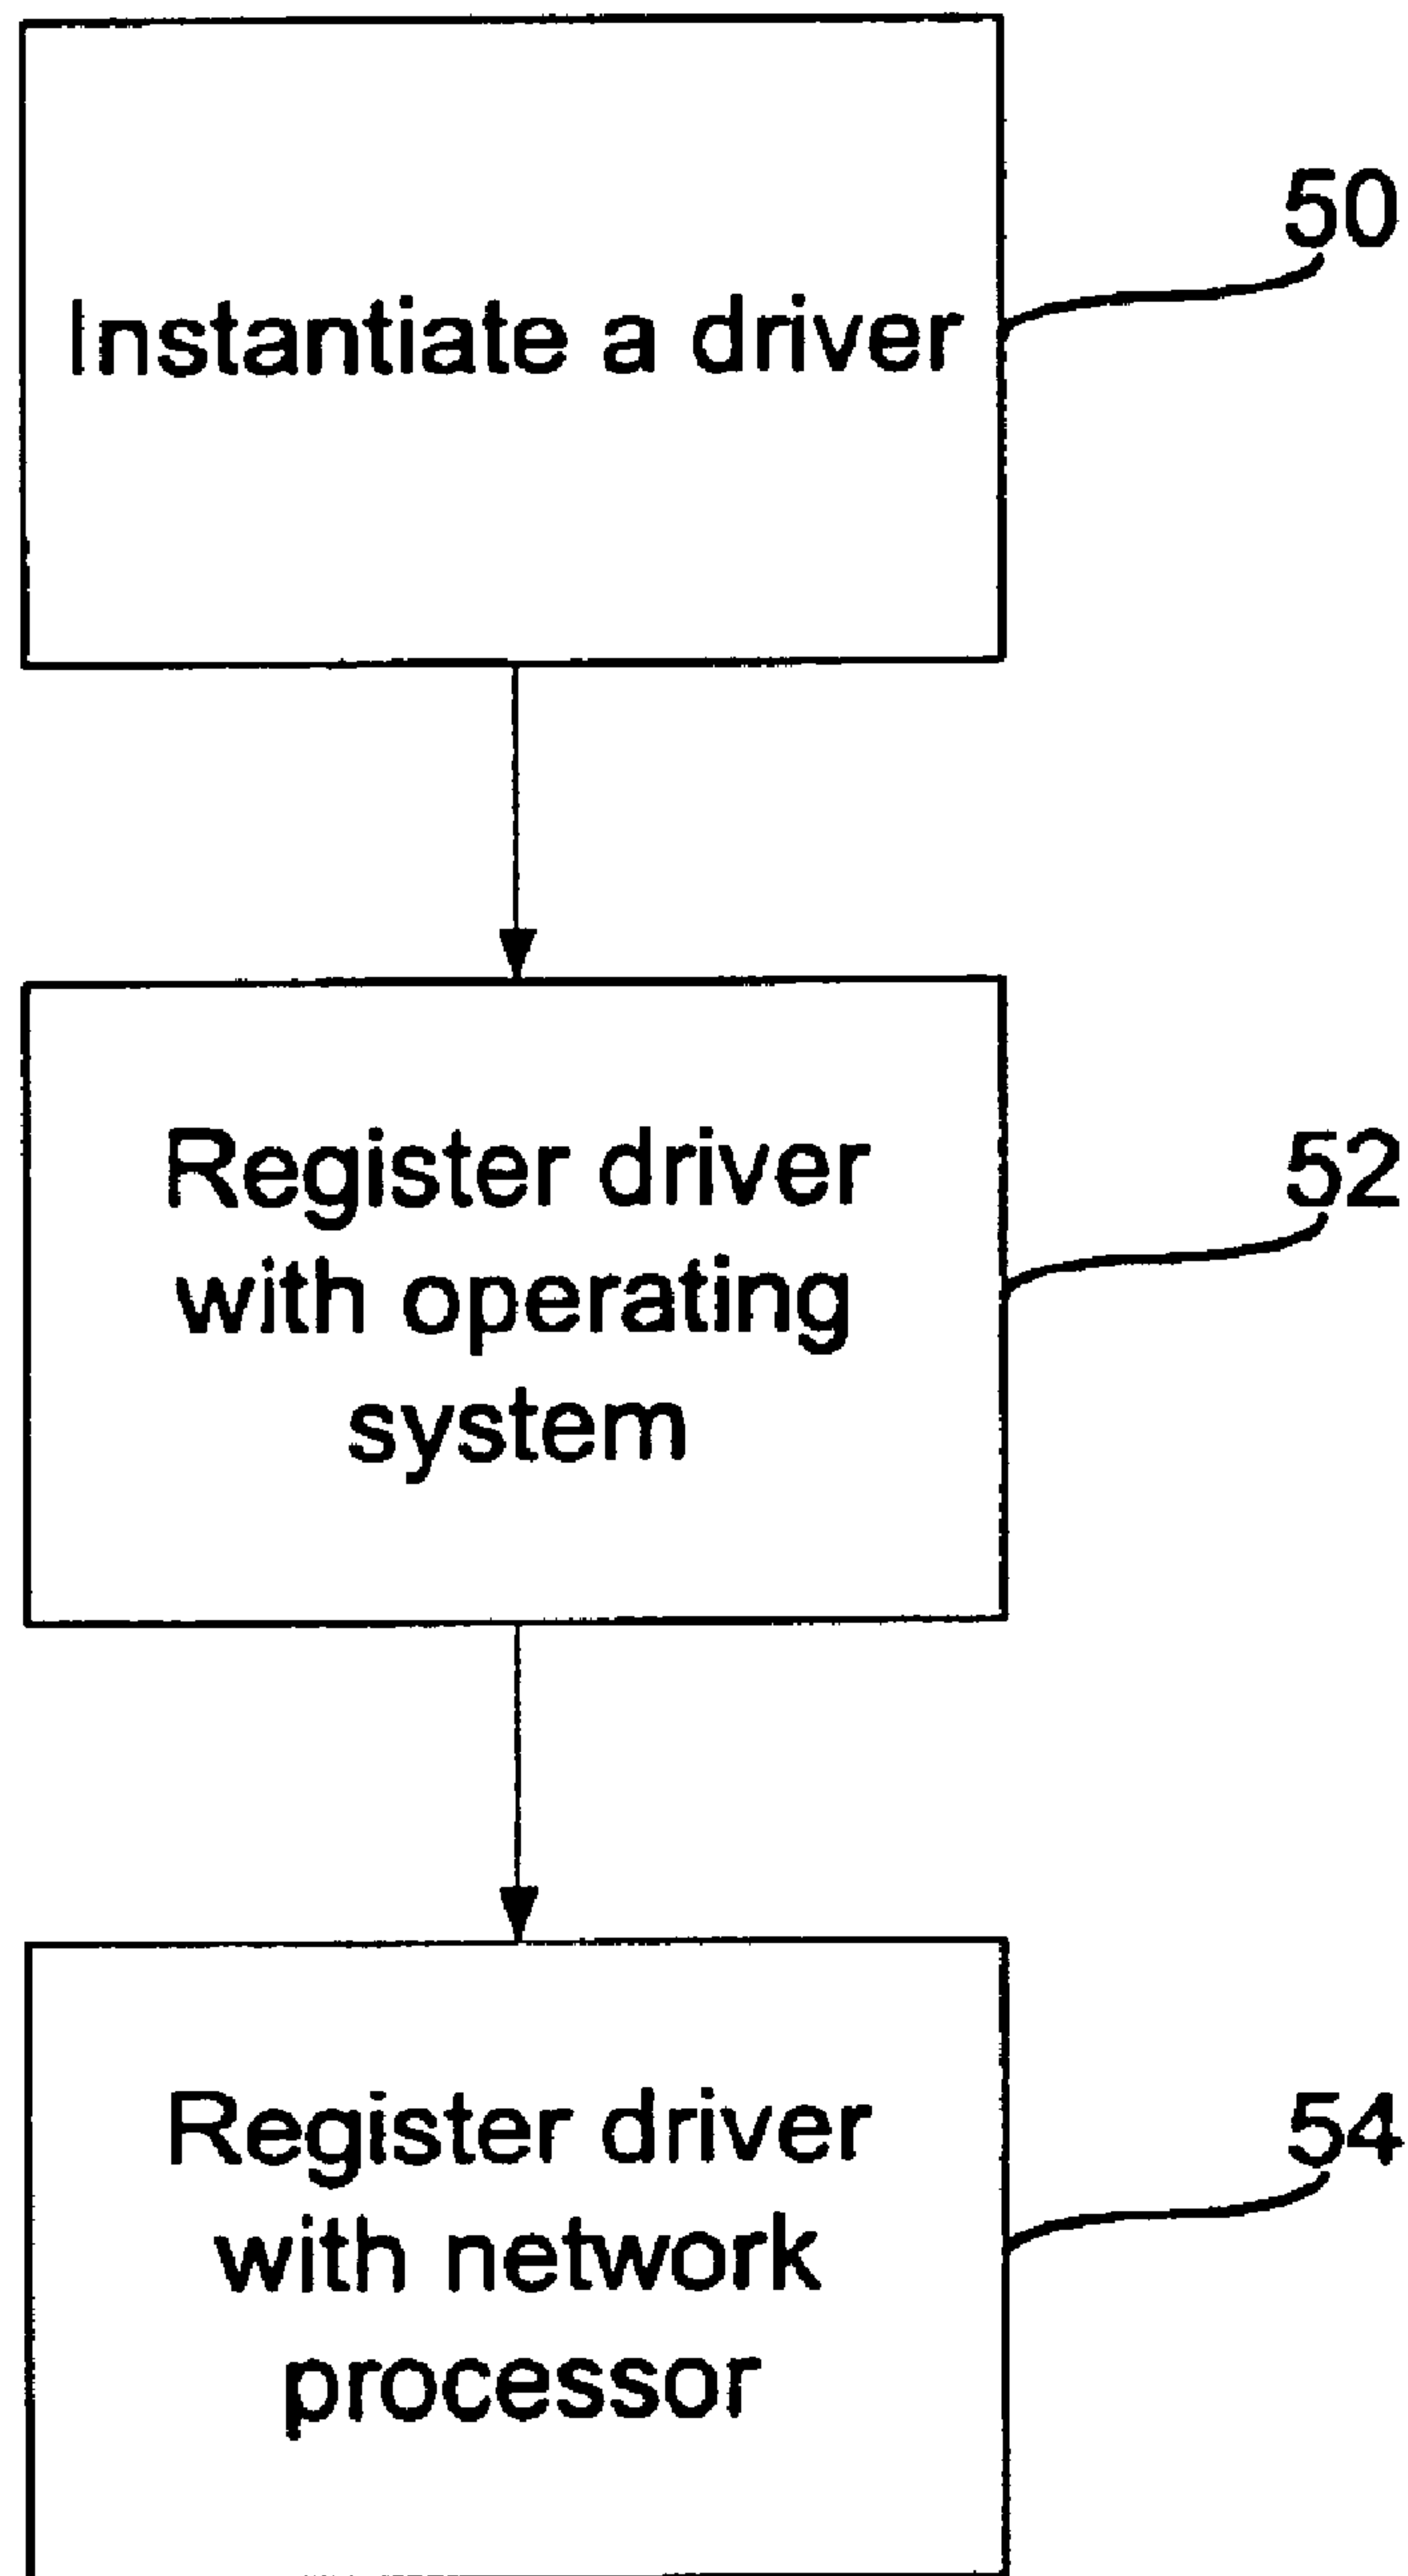 Instantiate a driver
50
Register driver
with operating
system
52
Register driver
with network
processor
54